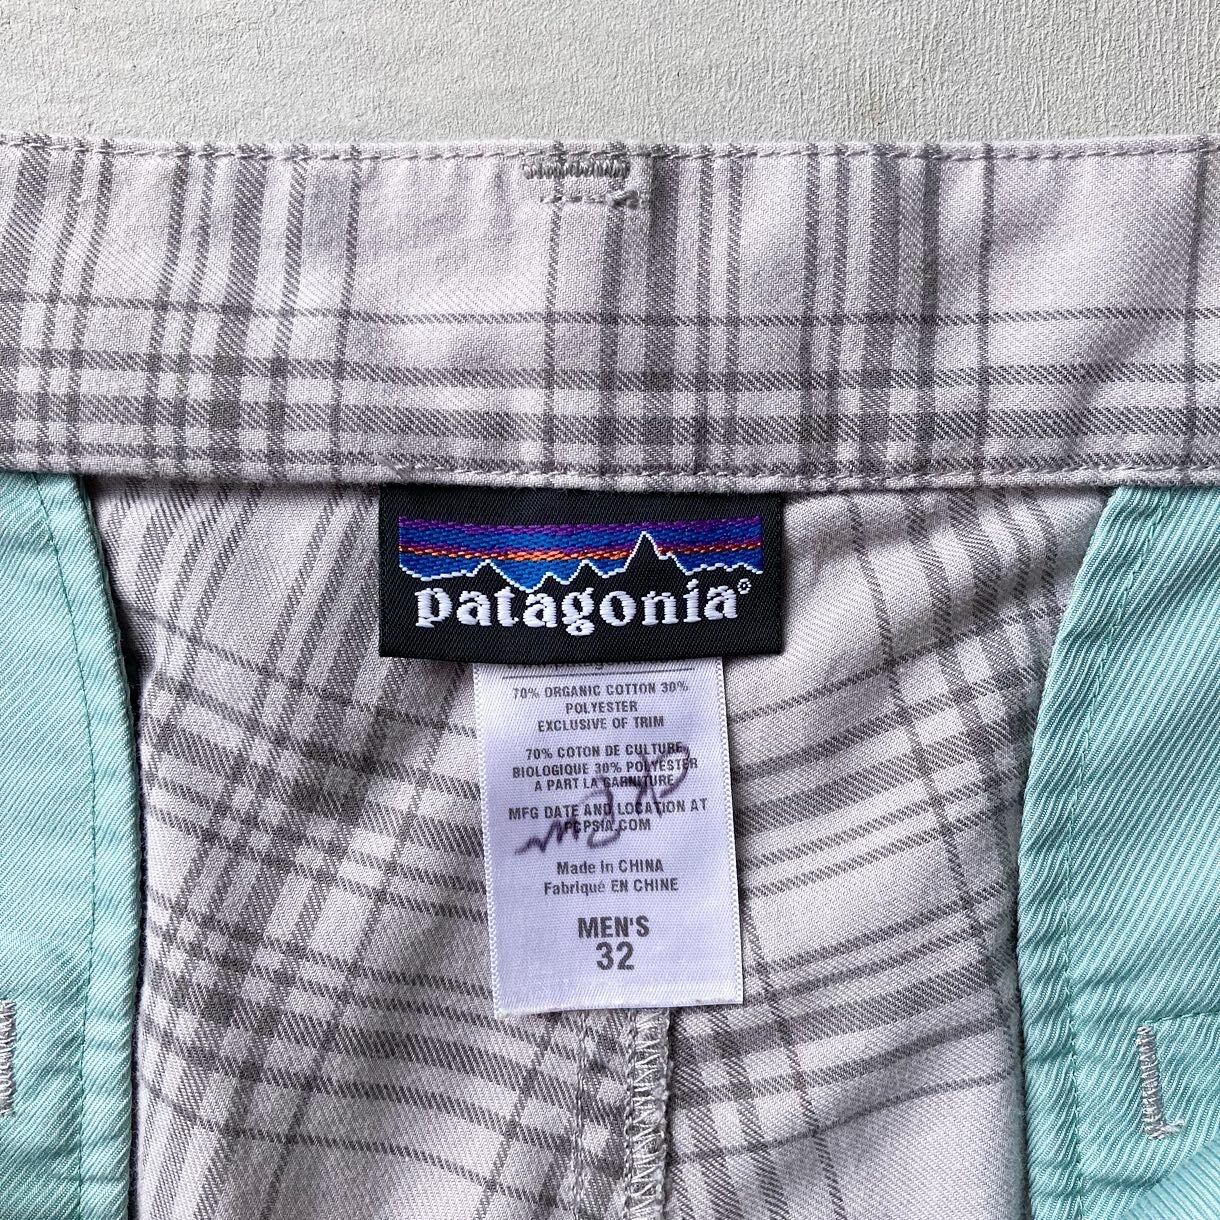 patagonia®
70% ORGANIC COTTON 30%
POLYESTER
EXCLUSIVE OF TRIM
70% COTON DE CULTURE
BIOLOGIQUE 30% POLYESTER
A PART LA GARNITURE
MFG DATE AND LOCATION AT
PCPSIA.COM
Made in CHINA
Fabriqué EN CHINE
MEN'S
32